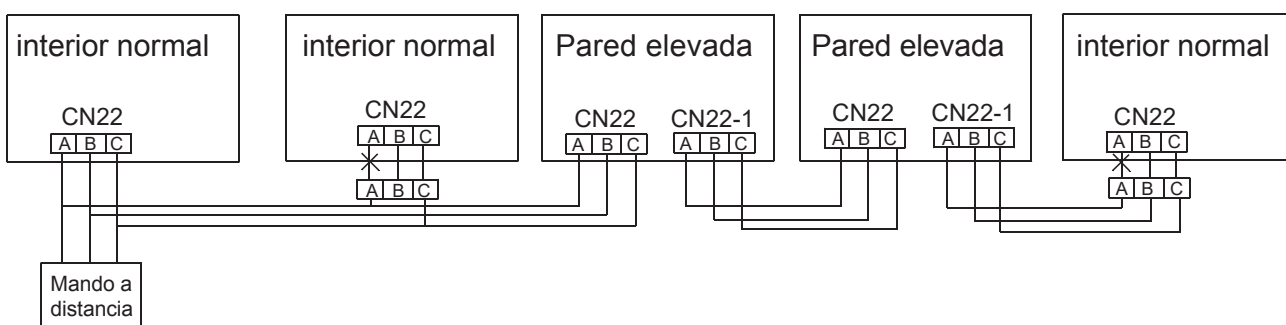 interior normal
interior normal
Pared elevada
Pared elevada
interior normal
CN22
CN22
CN22
CN22-1
CN22
CN22-1
CN22
A B C
A B C
A B C
A B C
A B C
A B C
A B C
A B C
A B C
Mando a
distancia